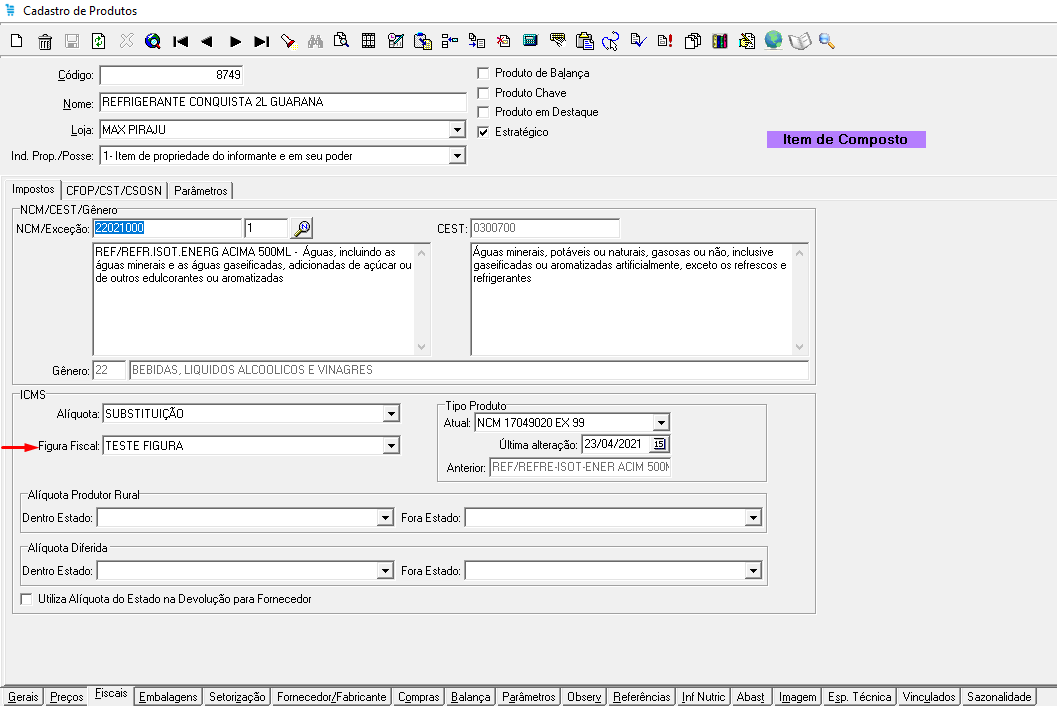 Cadastro de Produtos
Código: 8749
Nome: REFRIGERANTE CONQUISTA 2L GUARANA
Loja: MAX PIRAJU
Ind. Prop./Posse: 1- Item de propriedade do informante e em seu poder
Produto de Balança
Produto Chave
Produto em Destaque
Estratégico
Item de Composto
Impostos CFOP/CST/CSOSN Parâmetros
NCM/CEST/Gênero
NCM/Exceção: 22021000 1 CEST: 0300700
REF/REFR.ISOT.ENERG ACIMA 500ML - Águas, incluindo as
águas minerais e as águas gaseificadas, adicionadas de açúcar ou
de outros edulcorantes ou aromatizadas
Águas minerais, potáveis ou naturais, gasosas ou não, inclusive
gaseificadas ou aromatizadas artificialmente, exceto os refrescos e
refrigerantes
Gênero: 22 BEBIDAS, LIQUIDOS ALCOOLICOS E VINAGRES
ICMS
Alíquota: SUBSTITUIÇÃO
Figura Fiscal: TESTE FIGURA
Tipo Produto
Atual: NCM 17049020 EX 99
Última alteração: 23/04/2021 15
Anterior: REF/REFRE-ISOT-ENER ACIM 500M
Alíquota Produtor Rural
Dentro Estado: Fora Estado:
Alíquota Diferida
Dentro Estado: Fora Estado:
Utiliza Alíquota do Estado na Devolução para Fornecedor
Gerais Preços Fiscais Embalagens Setorização Fornecedor/Fabricante Compras Balança Parâmetros Observ Referências Inf Nutric Abast Imagem Esp. Técnica Vinculados Sazonalidade